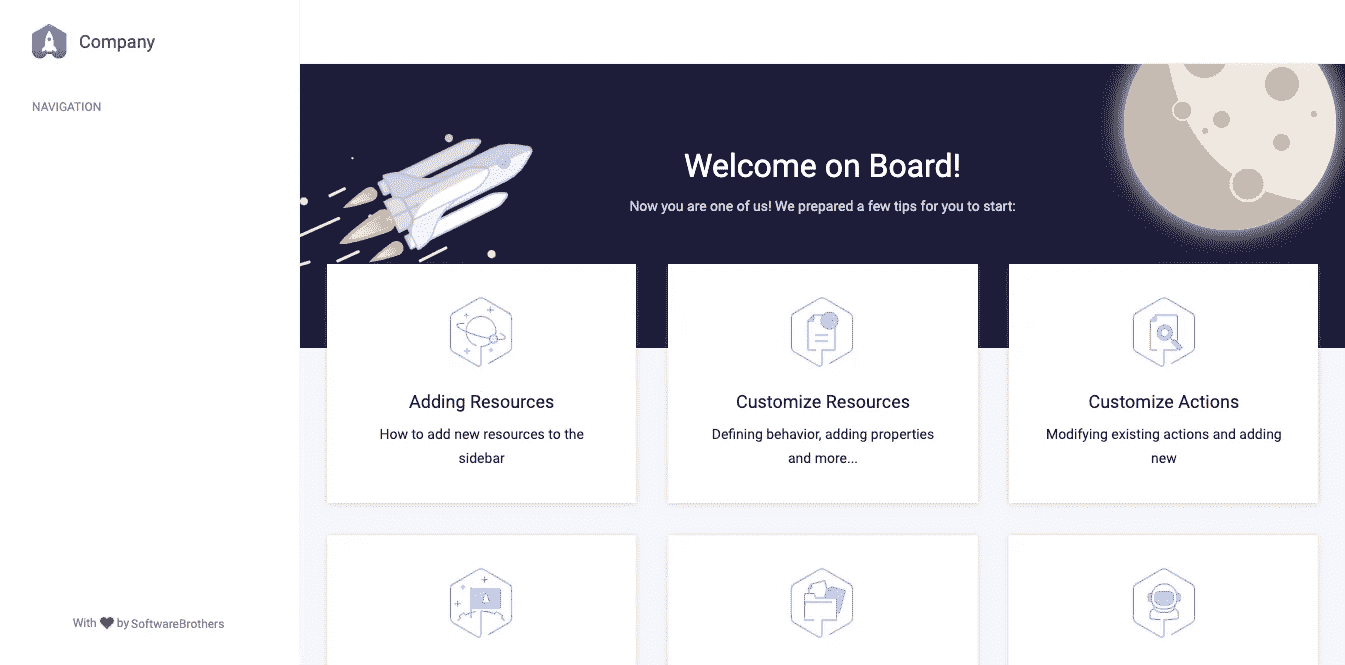 Company
NAVIGATION
Welcome on Board!
Now you are one of us! We prepared a few tips for you to start:
Adding Resources
How to add new resources to the
sidebar
Customize Resources
Defining behavior, adding properties
and more...
Customize Actions
Modifying existing actions and adding
new
With ♥ by SoftwareBrothers